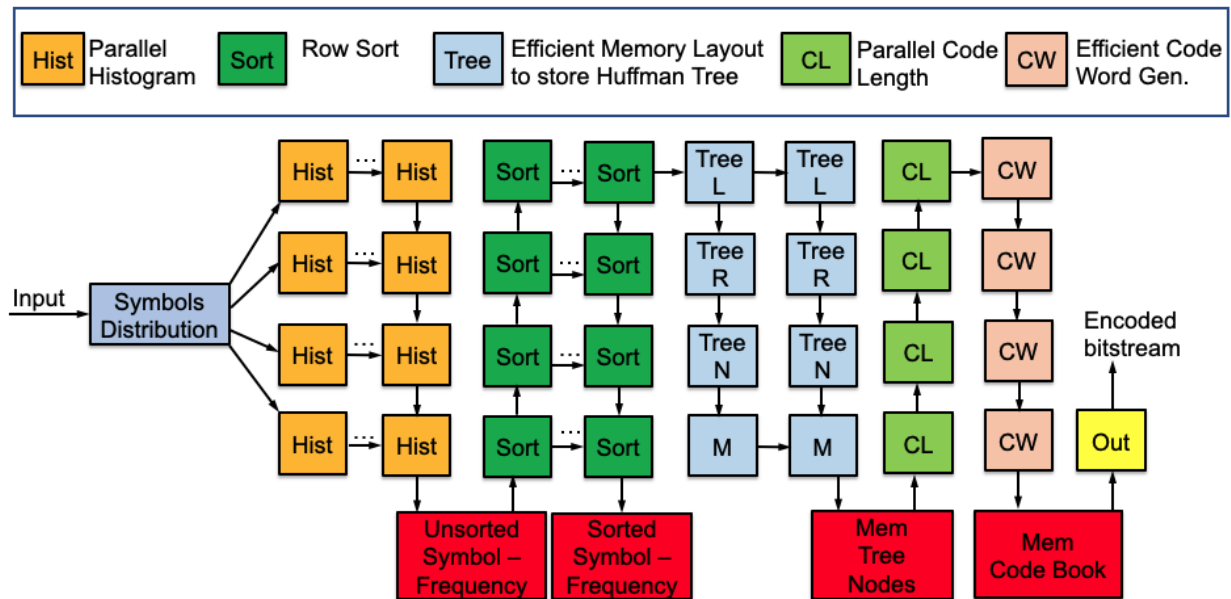 Hist
Parallel
Histogram
Sort
Row Sort
Tree
Efficient Memory Layout
to store Huffman Tree
CL
Parallel Code
Length
CW
Efficient Code
Word Gen.
Hist ... Hist
Sort ... Sort
Tree
L
Tree
L
CL
CW
Hist ... Hist
Sort ... Sort
Tree
R
Tree
R
CL
CW
Input
Symbols
Distribution
Hist ... Hist
Sort ... Sort
Tree
N
Tree
N
CL
CW
Encoded
bitstream
Hist ... Hist
Sort ... Sort
M
M
CL
CW
Out
Unsorted
Symbol –
Frequency
Sorted
Symbol –
Frequency
Mem
Tree
Nodes
Mem
Code Book